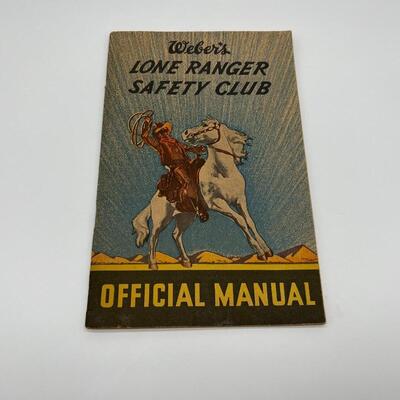 Weber's
LONE RANGER
SAFETY CLUB
OFFICIAL MANUAL